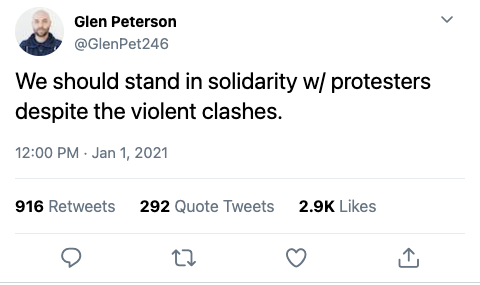 Glen Peterson
@GlenPet246
We should stand in solidarity w/ protesters
despite the violent clashes.
12:00 PM · Jan 1, 2021
916 Retweets 292 Quote Tweets 2.9K Likes